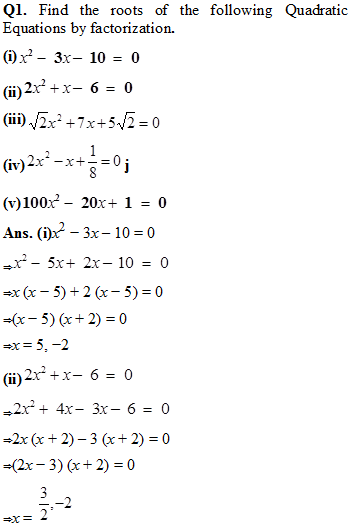 Q1. Find the roots of the following Quadratic
Equations by factorization.
(i) x² − 3x − 10 = 0
(ii) 2x² + x − 6 = 0
(iii) √2x² + 7x + 5√2 = 0
(iv) 2x² − x + 1/8 = 0 j
(v) 100x² − 20x + 1 = 0
Ans. (i)x² − 3x − 10 = 0
⇒x² − 5x + 2x − 10 = 0
⇒x (x − 5) + 2 (x − 5) = 0
⇒(x − 5) (x + 2) = 0
⇒x = 5, −2
(ii) 2x² + x − 6 = 0
⇒2x² + 4x − 3x − 6 = 0
⇒2x (x + 2) − 3 (x + 2) = 0
⇒(2x − 3) (x + 2) = 0
⇒x = 3/2, −2